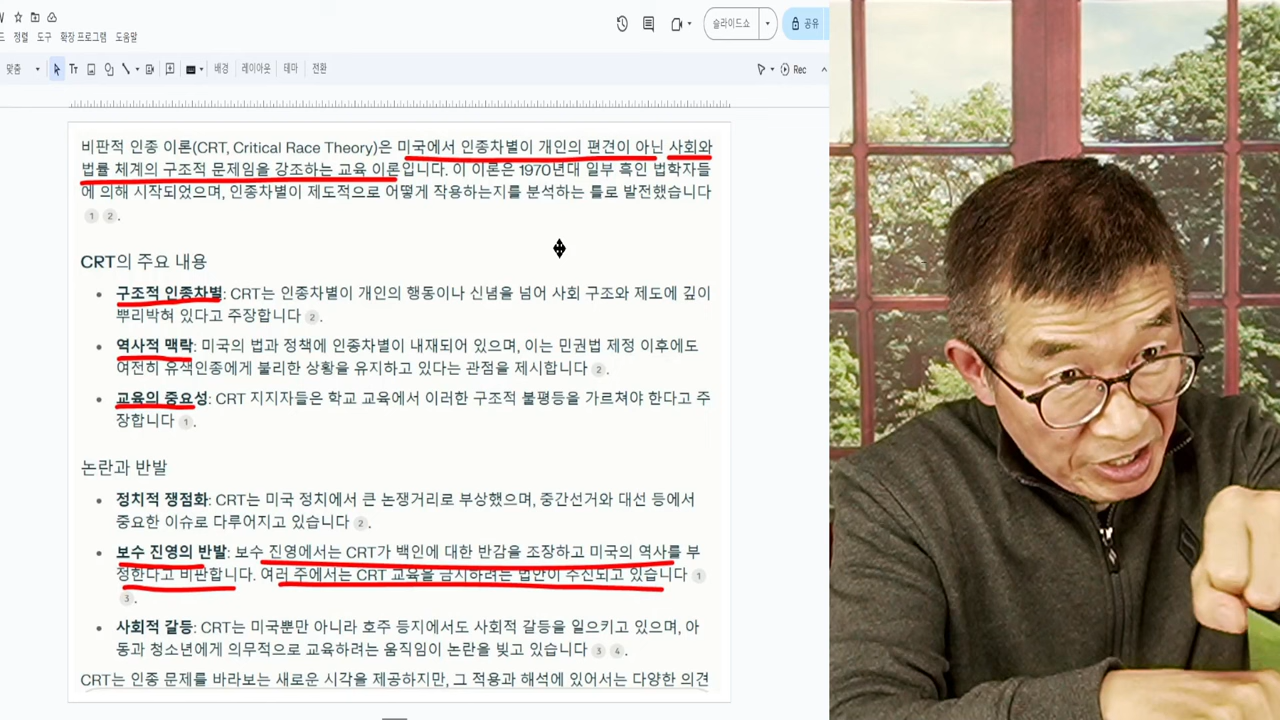 슬라이드쇼
공유
정렬 도구 확장 프로그램 도움말
맞춤
배경 레이아웃 테마 전환
Rec
비판적 인종 이론(CRT, Critical Race Theory)은 미국에서 인종차별이 개인의 편견이 아닌 사회와
법률 체계의 구조적 문제임을 강조하는 교육 이론입니다. 이 이론은 1970년대 일부 흑인 법학자들
에 의해 시작되었으며, 인종차별이 제도적으로 어떻게 작용하는지를 분석하는 틀로 발전했습니다
1 2 .
CRT의 주요 내용
• 구조적 인종차별: CRT는 인종차별이 개인의 행동이나 신념을 넘어 사회 구조와 제도에 깊이
뿌리박혀 있다고 주장합니다 2 .
• 역사적 맥락: 미국의 법과 정책에 인종차별이 내재되어 있으며, 이는 민권법 제정 이후에도
여전히 유색인종에게 불리한 상황을 유지하고 있다는 관점을 제시합니다 2 .
• 교육의 중요성: CRT 지지자들은 학교 교육에서 이러한 구조적 불평등을 가르쳐야 한다고 주
장합니다 1 .
논란과 반발
• 정치적 쟁점화: CRT는 미국 정치에서 큰 논쟁거리로 부상했으며, 중간선거와 대선 등에서
중요한 이슈로 다루어지고 있습니다 2 .
• 보수 진영의 반발: 보수 진영에서는 CRT가 백인에 대한 반감을 조장하고 미국의 역사를 부
정한다고 비판합니다. 여러 주에서는 CRT 교육을 금지하려는 법안이 추진되고 있습니다 1
3 .
• 사회적 갈등: CRT는 미국뿐만 아니라 호주 등지에서도 사회적 갈등을 일으키고 있으며, 아
동과 청소년에게 의무적으로 교육하려는 움직임이 논란을 빚고 있습니다 3 4 .
CRT는 인종 문제를 바라보는 새로운 시각을 제공하지만, 그 적용과 해석에 있어서는 다양한 의견